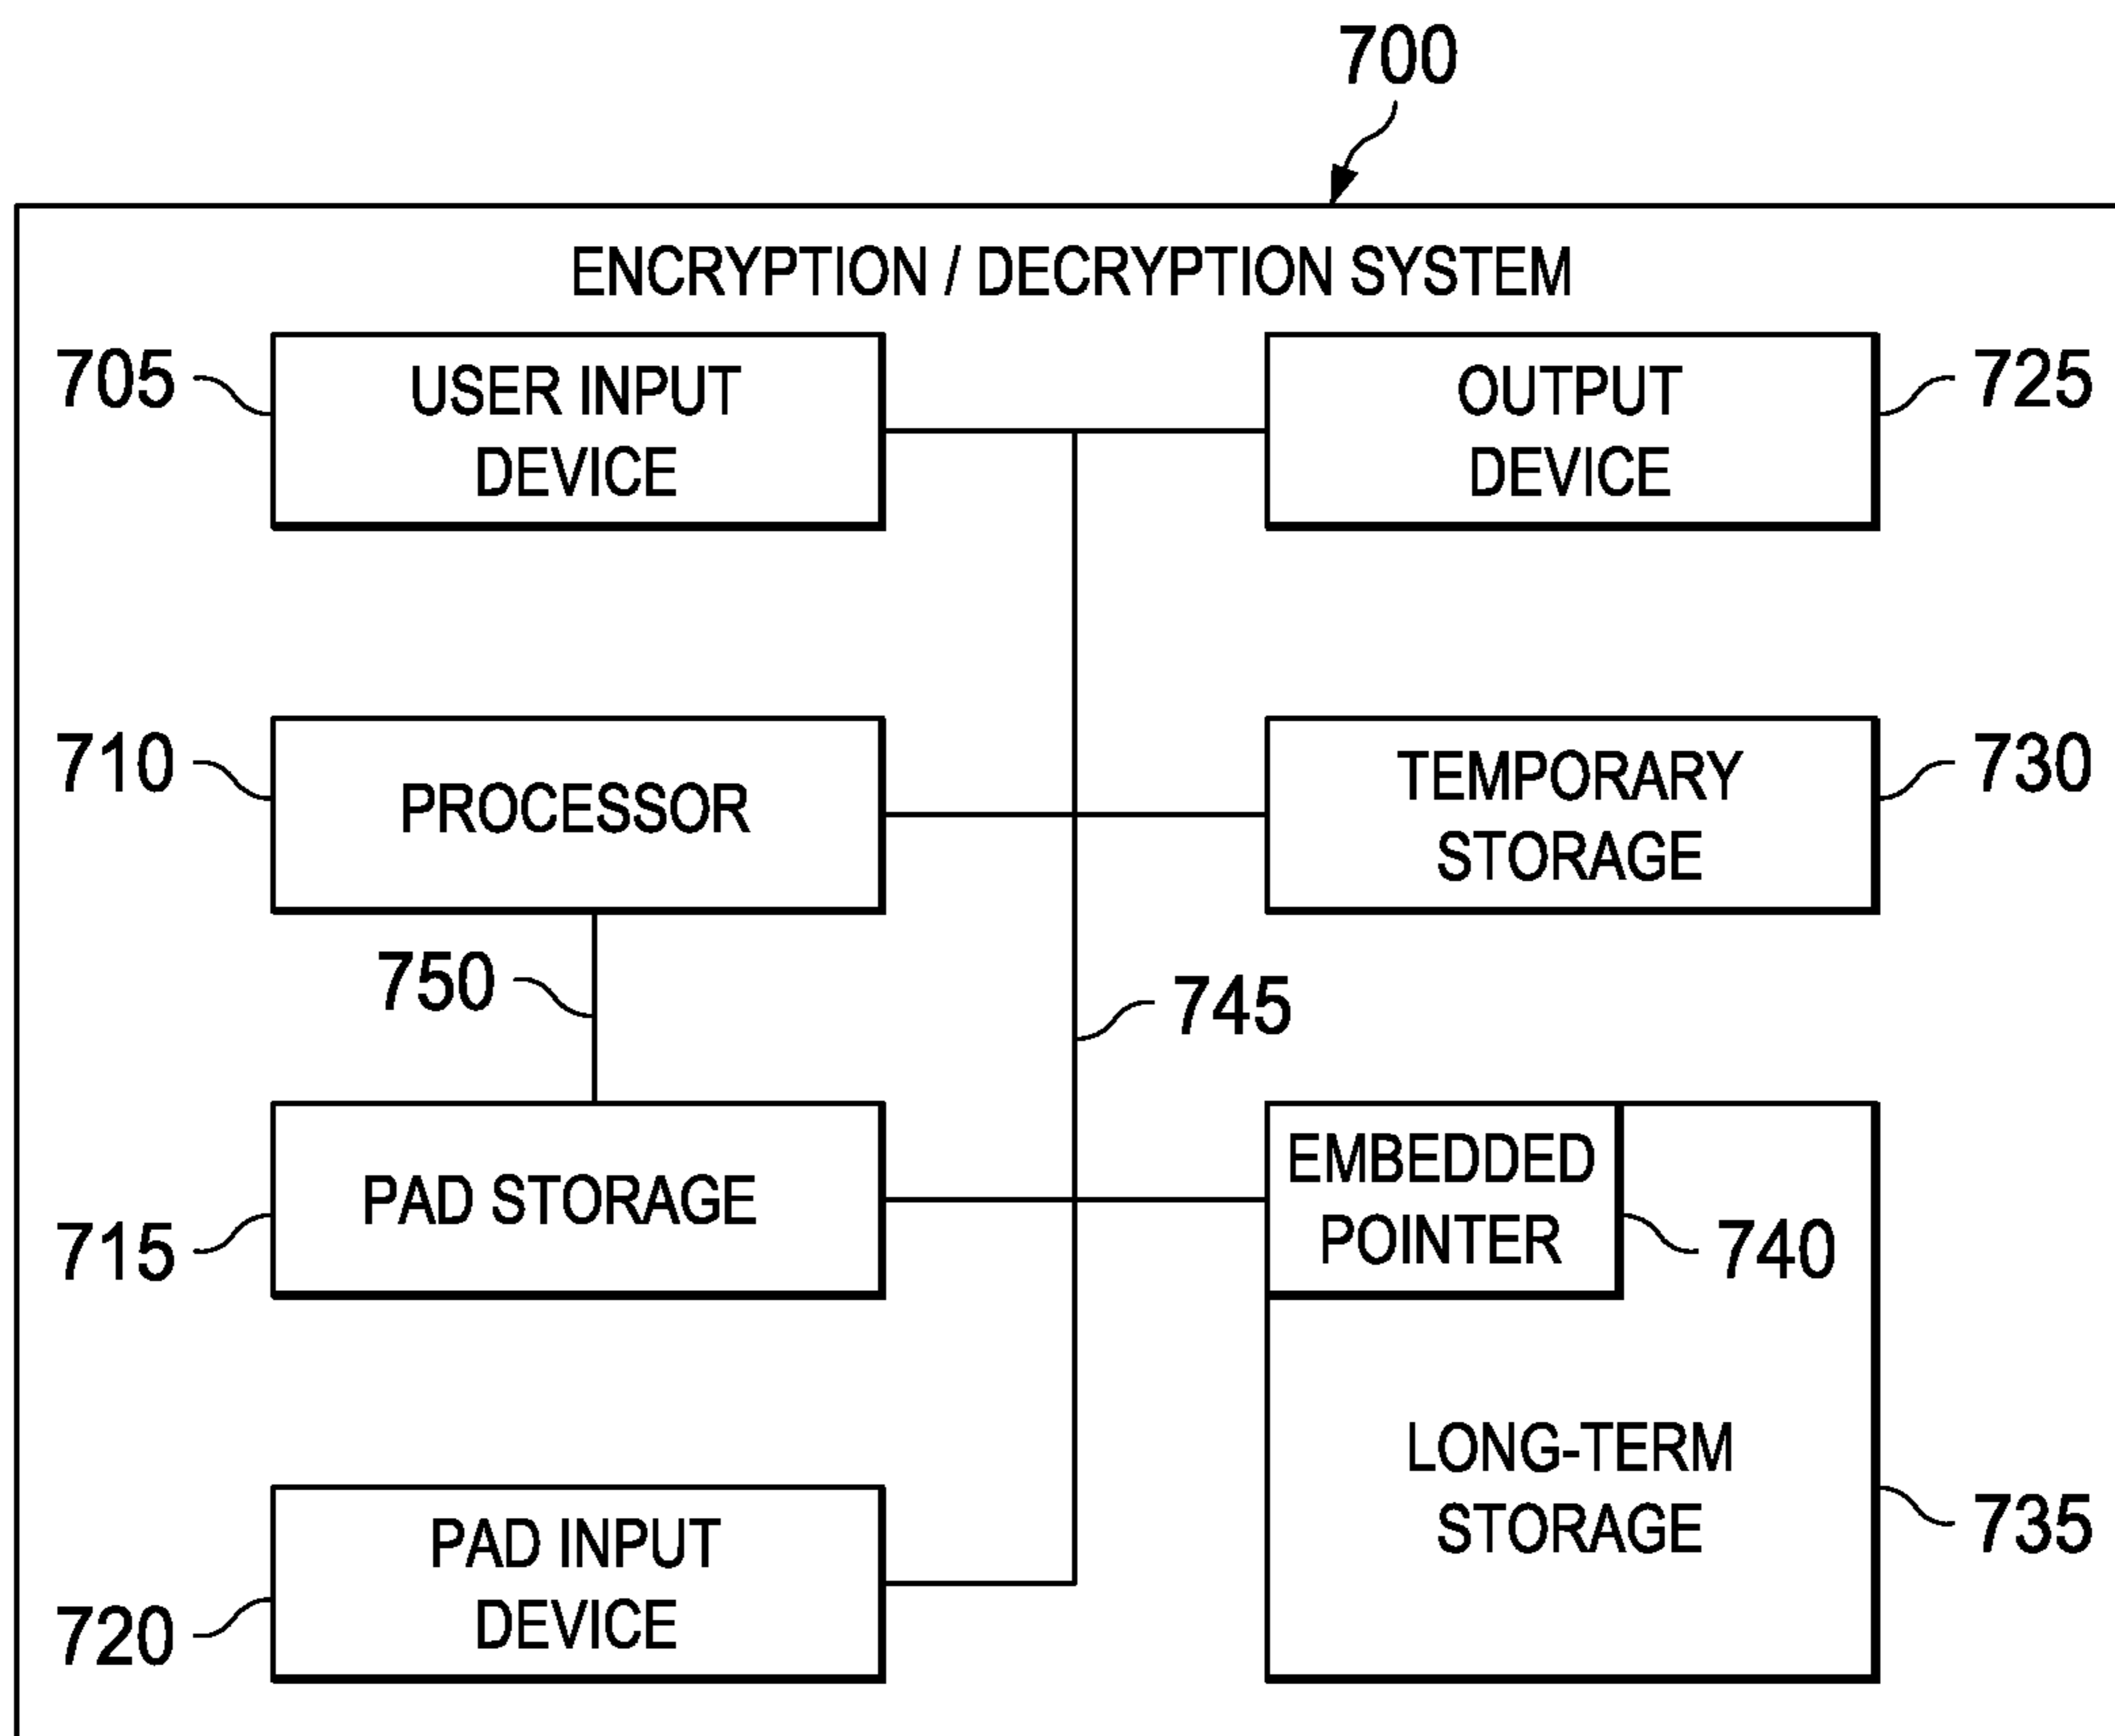 700
ENCRYPTION / DECRYPTION SYSTEM
705
USER INPUT
DEVICE
OUTPUT
DEVICE
725
710
PROCESSOR
TEMPORARY
STORAGE
730
750
745
715
PAD STORAGE
EMBEDDED
POINTER
740
LONG-TERM
STORAGE
735
720
PAD INPUT
DEVICE